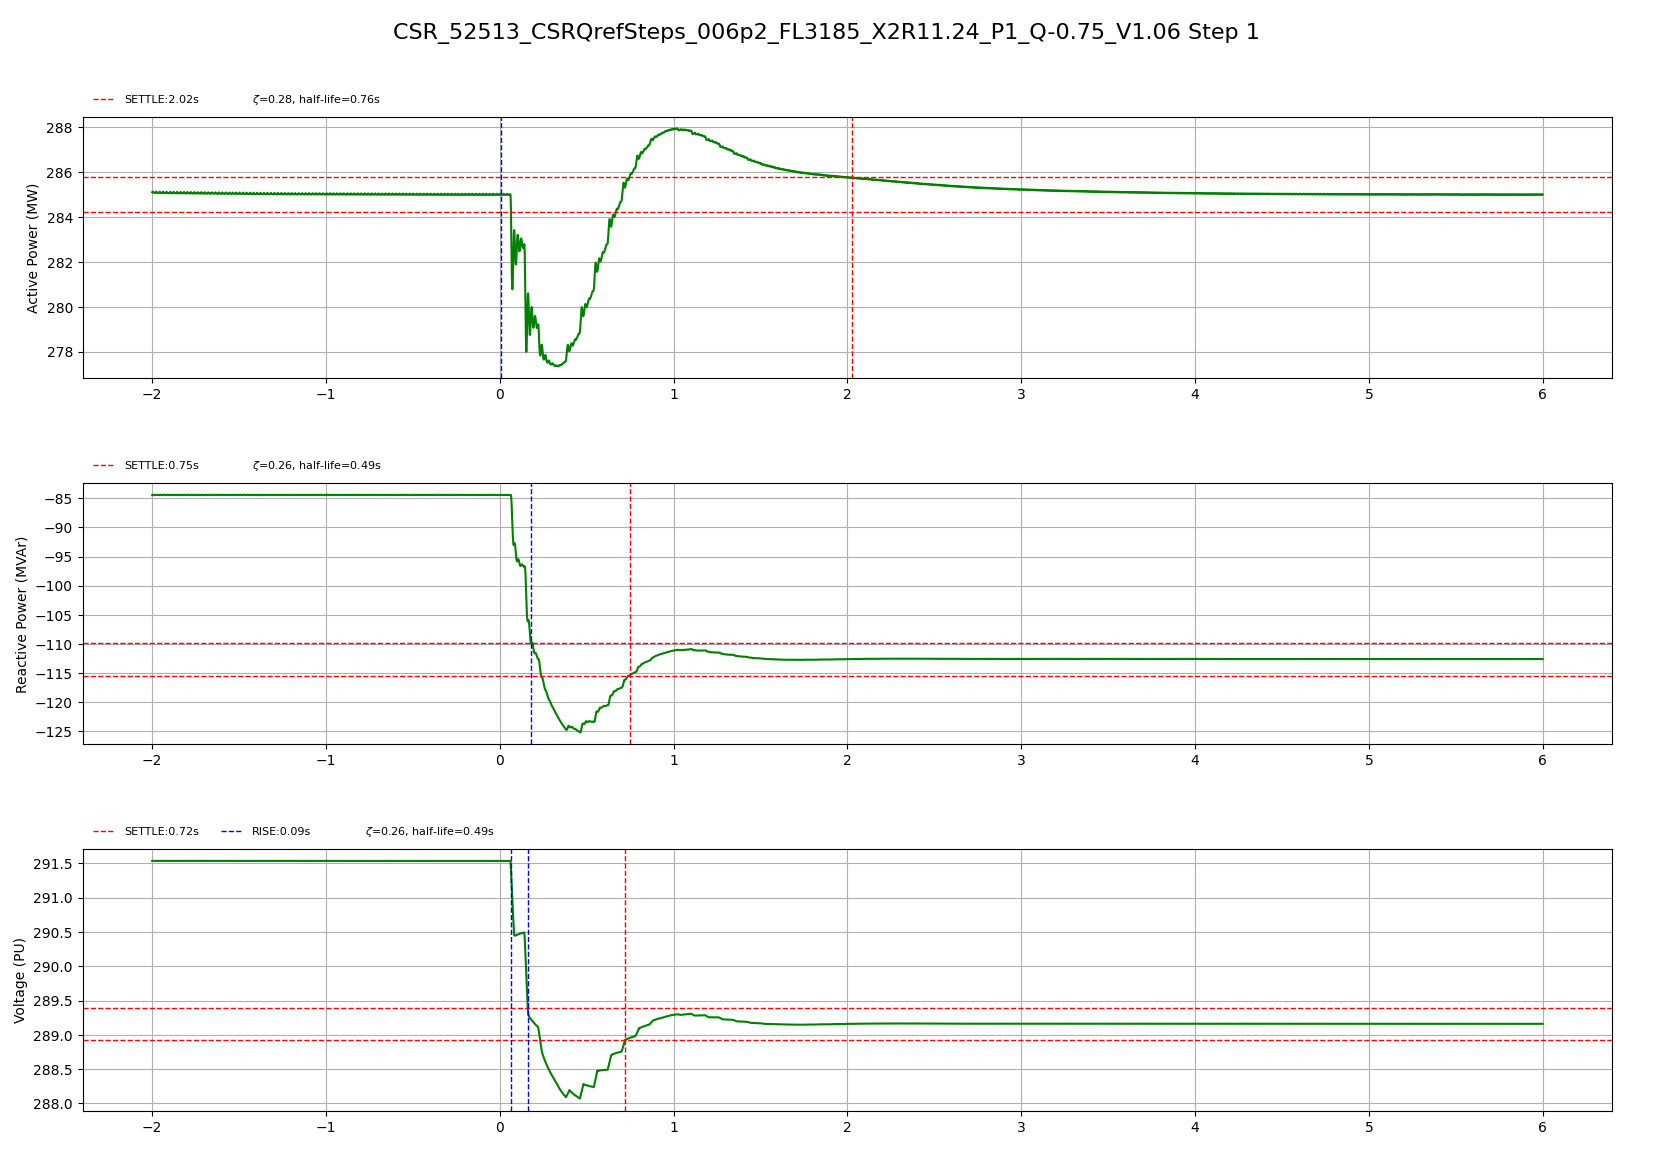 CSR_52513_CSRQrefSteps_006p2_FL3185_X2R11.24_P1_Q-0.75_V1.06 Step 1
SETTLE:2.02s ζ=0.28, half-life=0.76s
Active Power (MW)
288
286
284
282
280
278
−2 −1 0 1 2 3 4 5 6
SETTLE:0.75s ζ=0.26, half-life=0.49s
Reactive Power (MVAr)
−85
−90
−95
−100
−105
−110
−115
−120
−125
−2 −1 0 1 2 3 4 5 6
SETTLE:0.72s RISE:0.09s ζ=0.26, half-life=0.49s
Voltage (PU)
291.5
291.0
290.5
290.0
289.5
289.0
288.5
288.0
−2 −1 0 1 2 3 4 5 6